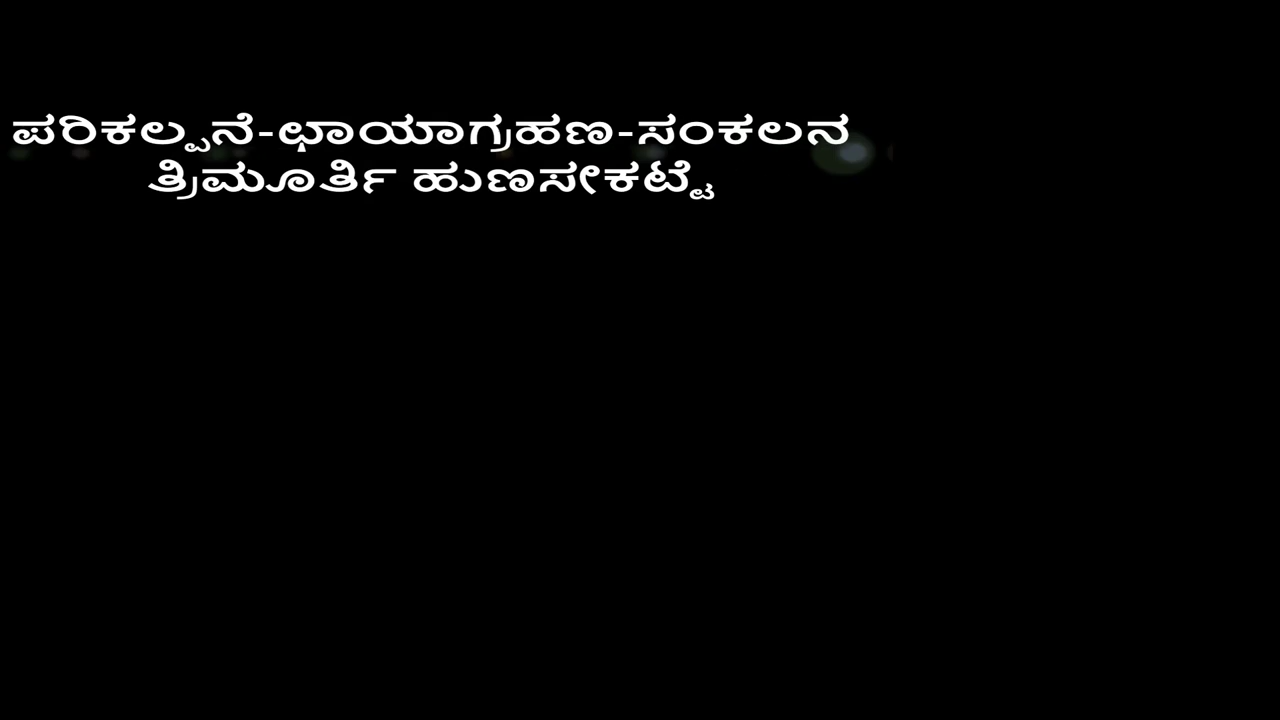 ಪರಿಕಲ್ಪನೆ-ಛಾಯಾಗ್ರಹಣ-ಸಂಕಲನ
ತ್ರಿಮೂರ್ತಿ ಹುಣಸೇಕಟ್ಟೆ